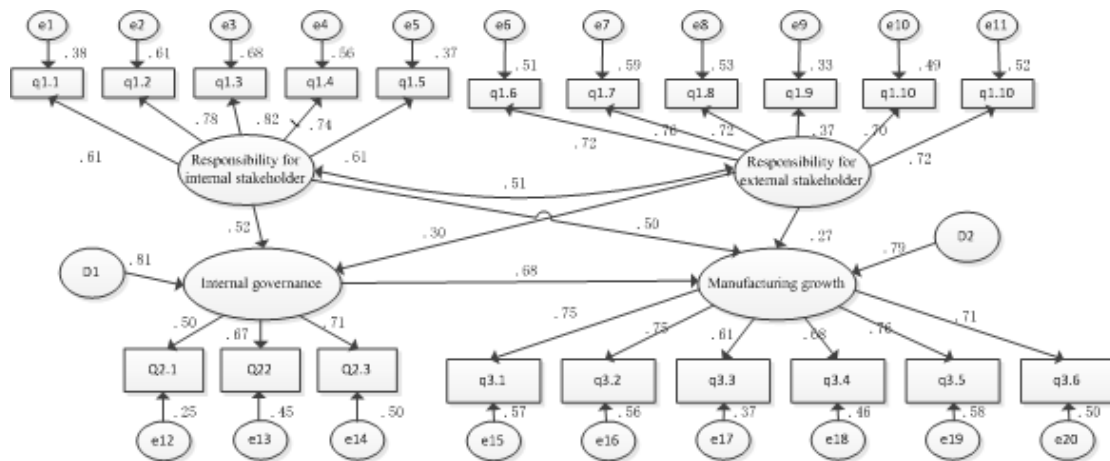 e1 e2 e3 e4 e5 e6 e7 e8 e9 e10 e11
.38 .61 .68 .56 .37 .51 .59 .53 .33 .49 .52
q1.1 q1.2 q1.3 q1.4 q1.5 q1.6 q1.7 q1.8 q1.9 q1.10 q1.10
.61 .78 .82 .74 .61 .72 .76 .72 .37 .70 .72
Responsibility for
internal stakeholder
Responsibility for
external stakeholder
.51
.52 .30 .50 .27
D1 .81
.79 D2
Internal governance
.68
Manufacturing growth
.50 .67 .71 .75 .75 .61 .68 .76 .71
Q2.1 Q22 Q2.3 q3.1 q3.2 q3.3 q3.4 q3.5 q3.6
.25 .45 .50 .57 .56 .37 .46 .58 .50
e12 e13 e14 e15 e16 e17 e18 e19 e20